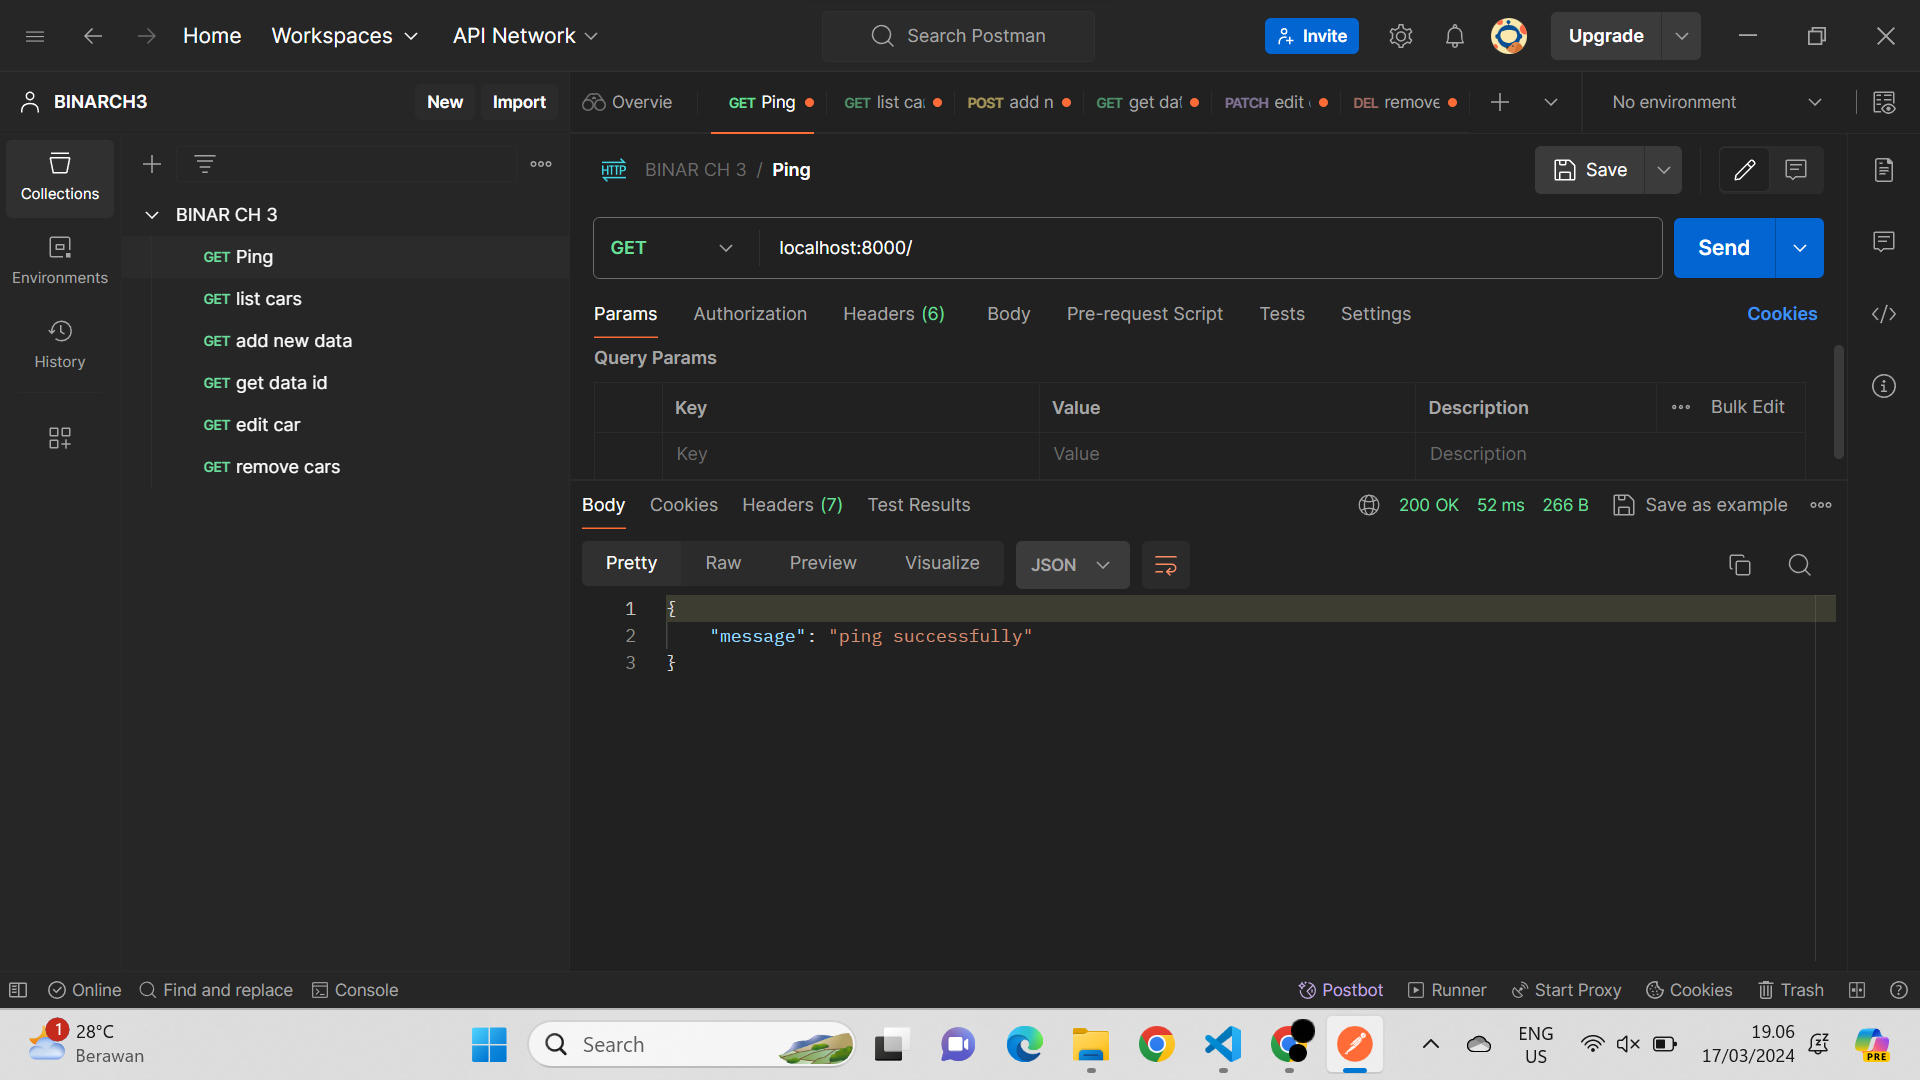 Home Workspaces API Network Search Postman Invite Upgrade
BINARCH3 New Import Overvie GET Ping GET list ca POST add n GET get dat PATCH edit DEL remove No environment
HTTP BINAR CH 3 / Ping Save
Collections
BINAR CH 3
GET Ping
GET list cars
GET add new data
GET get data id
GET edit car
GET remove cars
Environments
History
GET localhost:8000/ Send
Params Authorization Headers (6) Body Pre-request Script Tests Settings Cookies
Query Params
Key Value Description Bulk Edit
Key Value Description
Body Cookies Headers (7) Test Results 200 OK 52 ms 266 B Save as example
Pretty Raw Preview Visualize JSON
1 {
2 "message": "ping successfully"
3 }
Online Find and replace Console Postbot Runner Start Proxy Cookies Trash
1 28°C
Berawan
Search
PRE
ENG
US
19.06
17/03/2024